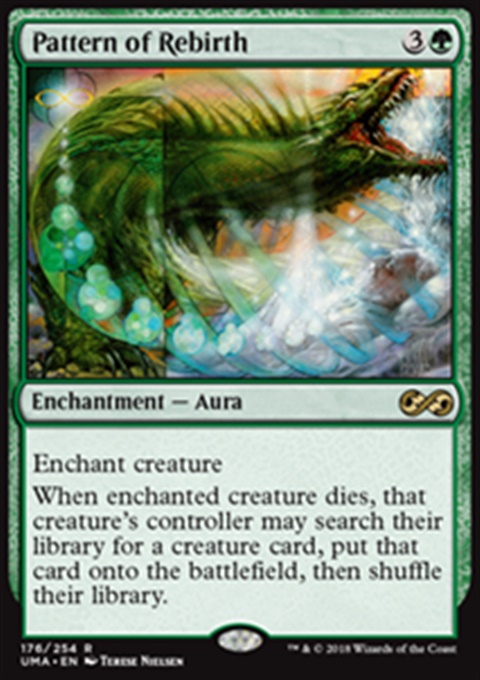 Pattern of Rebirth 3
Enchantment — Aura
Enchant creature
When enchanted creature dies, that
creature's controller may search their
library for a creature card, put that
card onto the battlefield, then shuffle
their library.
176/254 R
UMA • EN Terese Nielsen
™ & © 2018 Wizards of the Coast